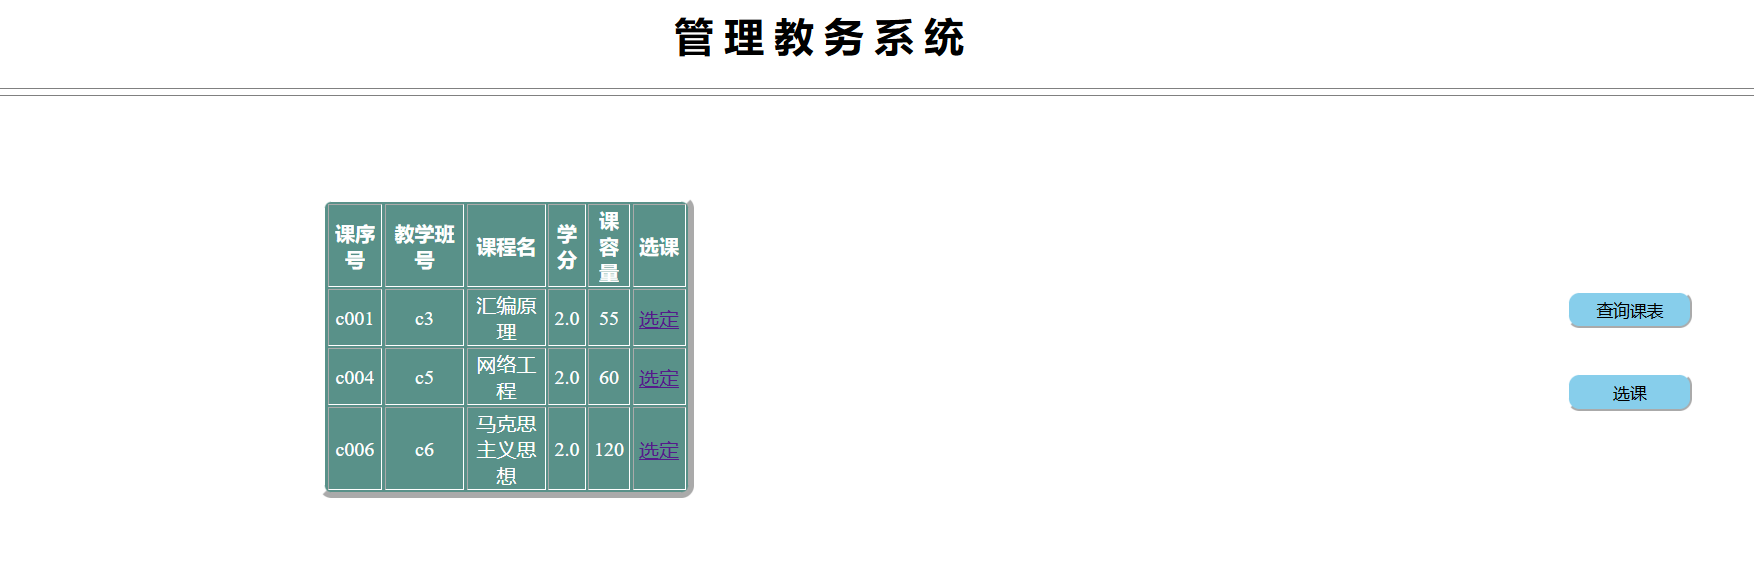 管理教务系统
课序号 教学班号 课程名 学分 课容量 选课
c001 c3 汇编原理 2.0 55 选定
c004 c5 网络工程 2.0 60 选定
c006 c6 马克思主义思想 2.0 120 选定
查询课表
选课